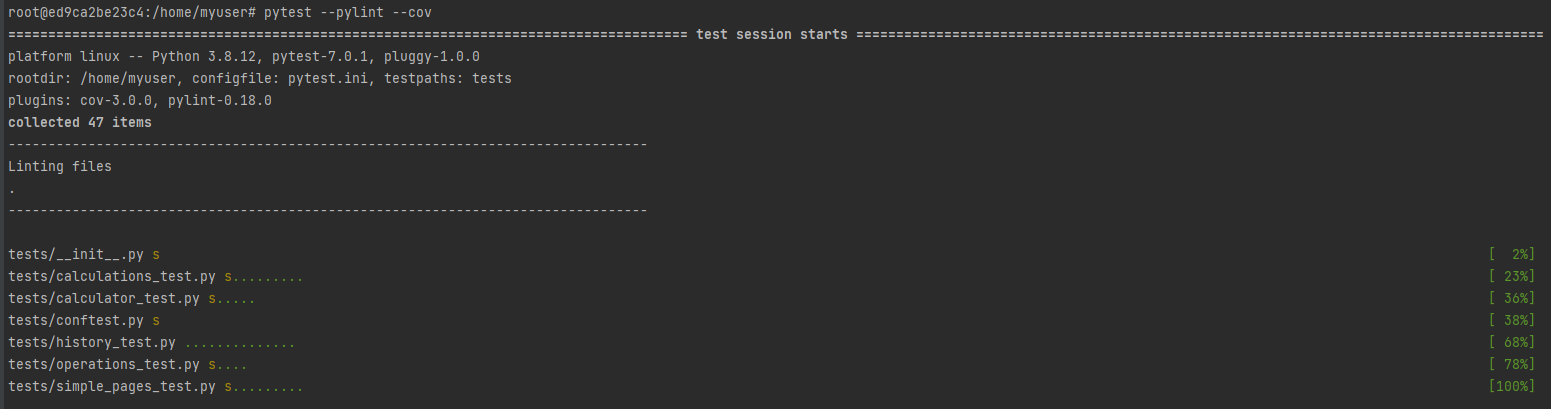 root@ed9ca2be23c4:/home/myuser# pytest --pylint --cov
===================================================================================== test session starts ======================================================================================
platform linux -- Python 3.8.12, pytest-7.0.1, pluggy-1.0.0
rootdir: /home/myuser, configfile: pytest.ini, testpaths: tests
plugins: cov-3.0.0, pylint-0.18.0
collected 47 items
--------------------------------------------------------------------------------
Linting files
.
--------------------------------------------------------------------------------
tests/__init__.py s [  2%]
tests/calculations_test.py s......... [ 23%]
tests/calculator_test.py s..... [ 36%]
tests/conftest.py s [ 38%]
tests/history_test.py .............. [ 68%]
tests/operations_test.py s.... [ 78%]
tests/simple_pages_test.py s......... [100%]